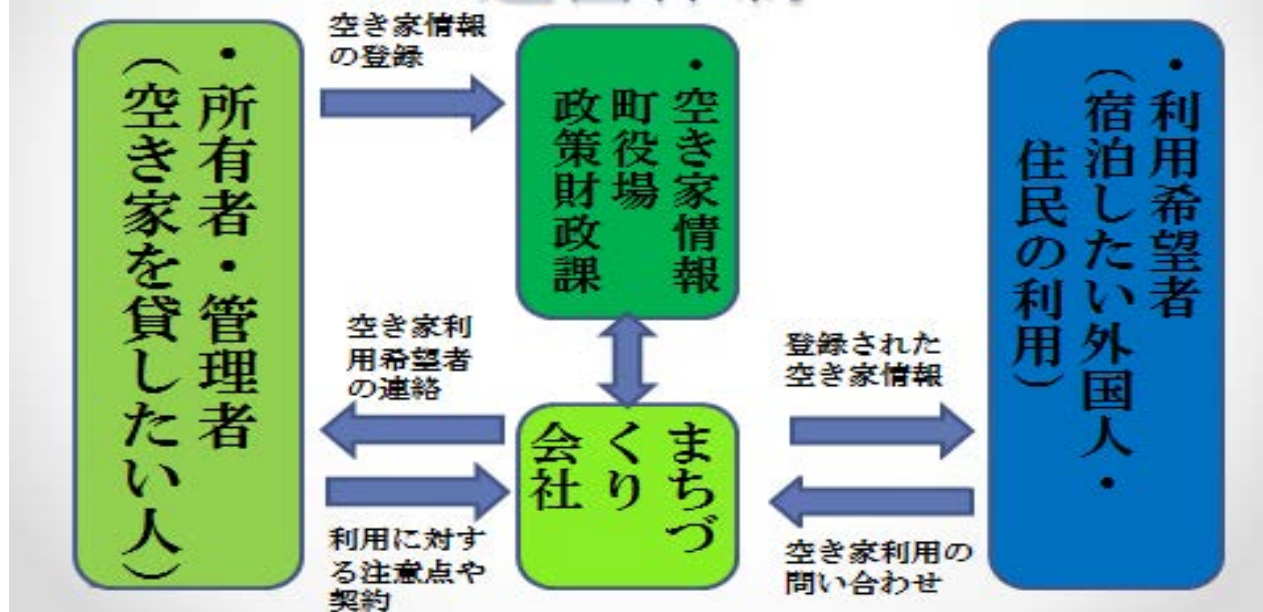 ・所有者・管理者
（空き家を貸したい人）
空き家情報
の登録
・空き家情報
町役場
政策財政課
・利用希望者
（宿泊したい外国人・
住民の利用）
空き家利
用希望者
の連絡
登録された
空き家情報
まちづ
くり
会社
利用に対す
る注意点や
契約
空き家利用の
問い合わせ